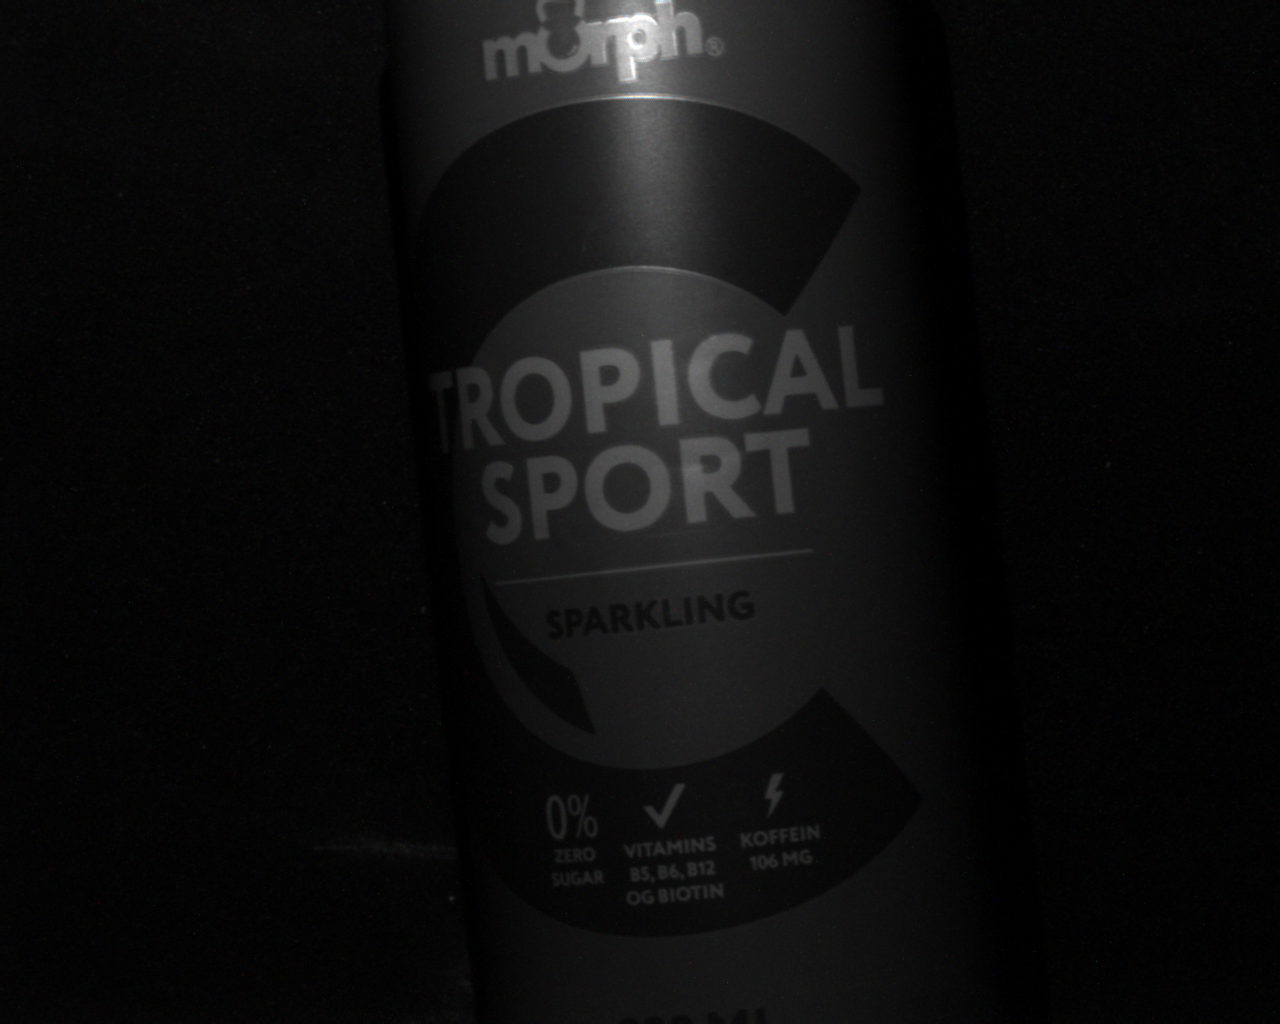 morph®
TROPICAL
SPORT
SPARKLING
0%
ZERO
SUGAR
VITAMINS
B5, B6, B12
OG BIOTIN
KOFFEIN
106 MG